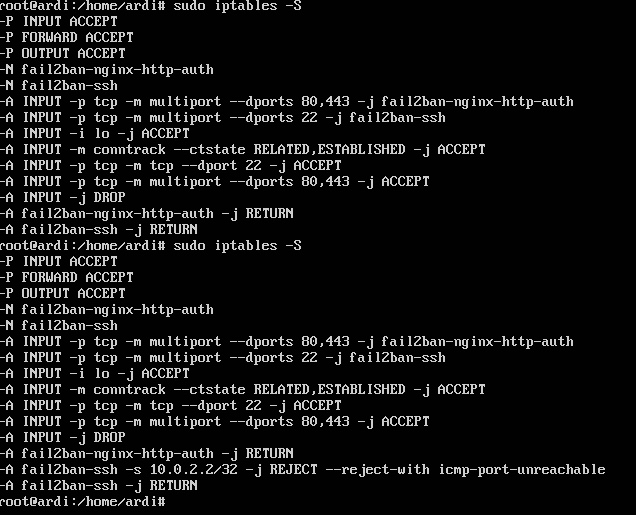 root@ardi:/home/ardi# sudo iptables -S
-P INPUT ACCEPT
-P FORWARD ACCEPT
-P OUTPUT ACCEPT
-N fail2ban-nginx-http-auth
-N fail2ban-ssh
-A INPUT -p tcp -m multiport --dports 80,443 -j fail2ban-nginx-http-auth
-A INPUT -p tcp -m multiport --dports 22 -j fail2ban-ssh
-A INPUT -i lo -j ACCEPT
-A INPUT -m conntrack --ctstate RELATED,ESTABLISHED -j ACCEPT
-A INPUT -p tcp -m tcp --dport 22 -j ACCEPT
-A INPUT -p tcp -m multiport --dports 80,443 -j ACCEPT
-A INPUT -j DROP
-A fail2ban-nginx-http-auth -j RETURN
-A fail2ban-ssh -j RETURN
root@ardi:/home/ardi# sudo iptables -S
-P INPUT ACCEPT
-P FORWARD ACCEPT
-P OUTPUT ACCEPT
-N fail2ban-nginx-http-auth
-N fail2ban-ssh
-A INPUT -p tcp -m multiport --dports 80,443 -j fail2ban-nginx-http-auth
-A INPUT -p tcp -m multiport --dports 22 -j fail2ban-ssh
-A INPUT -i lo -j ACCEPT
-A INPUT -m conntrack --ctstate RELATED,ESTABLISHED -j ACCEPT
-A INPUT -p tcp -m tcp --dport 22 -j ACCEPT
-A INPUT -p tcp -m multiport --dports 80,443 -j ACCEPT
-A INPUT -j DROP
-A fail2ban-nginx-http-auth -j RETURN
-A fail2ban-ssh -s 10.0.2.2/32 -j REJECT --reject-with icmp-port-unreachable
-A fail2ban-ssh -j RETURN
root@ardi:/home/ardi#